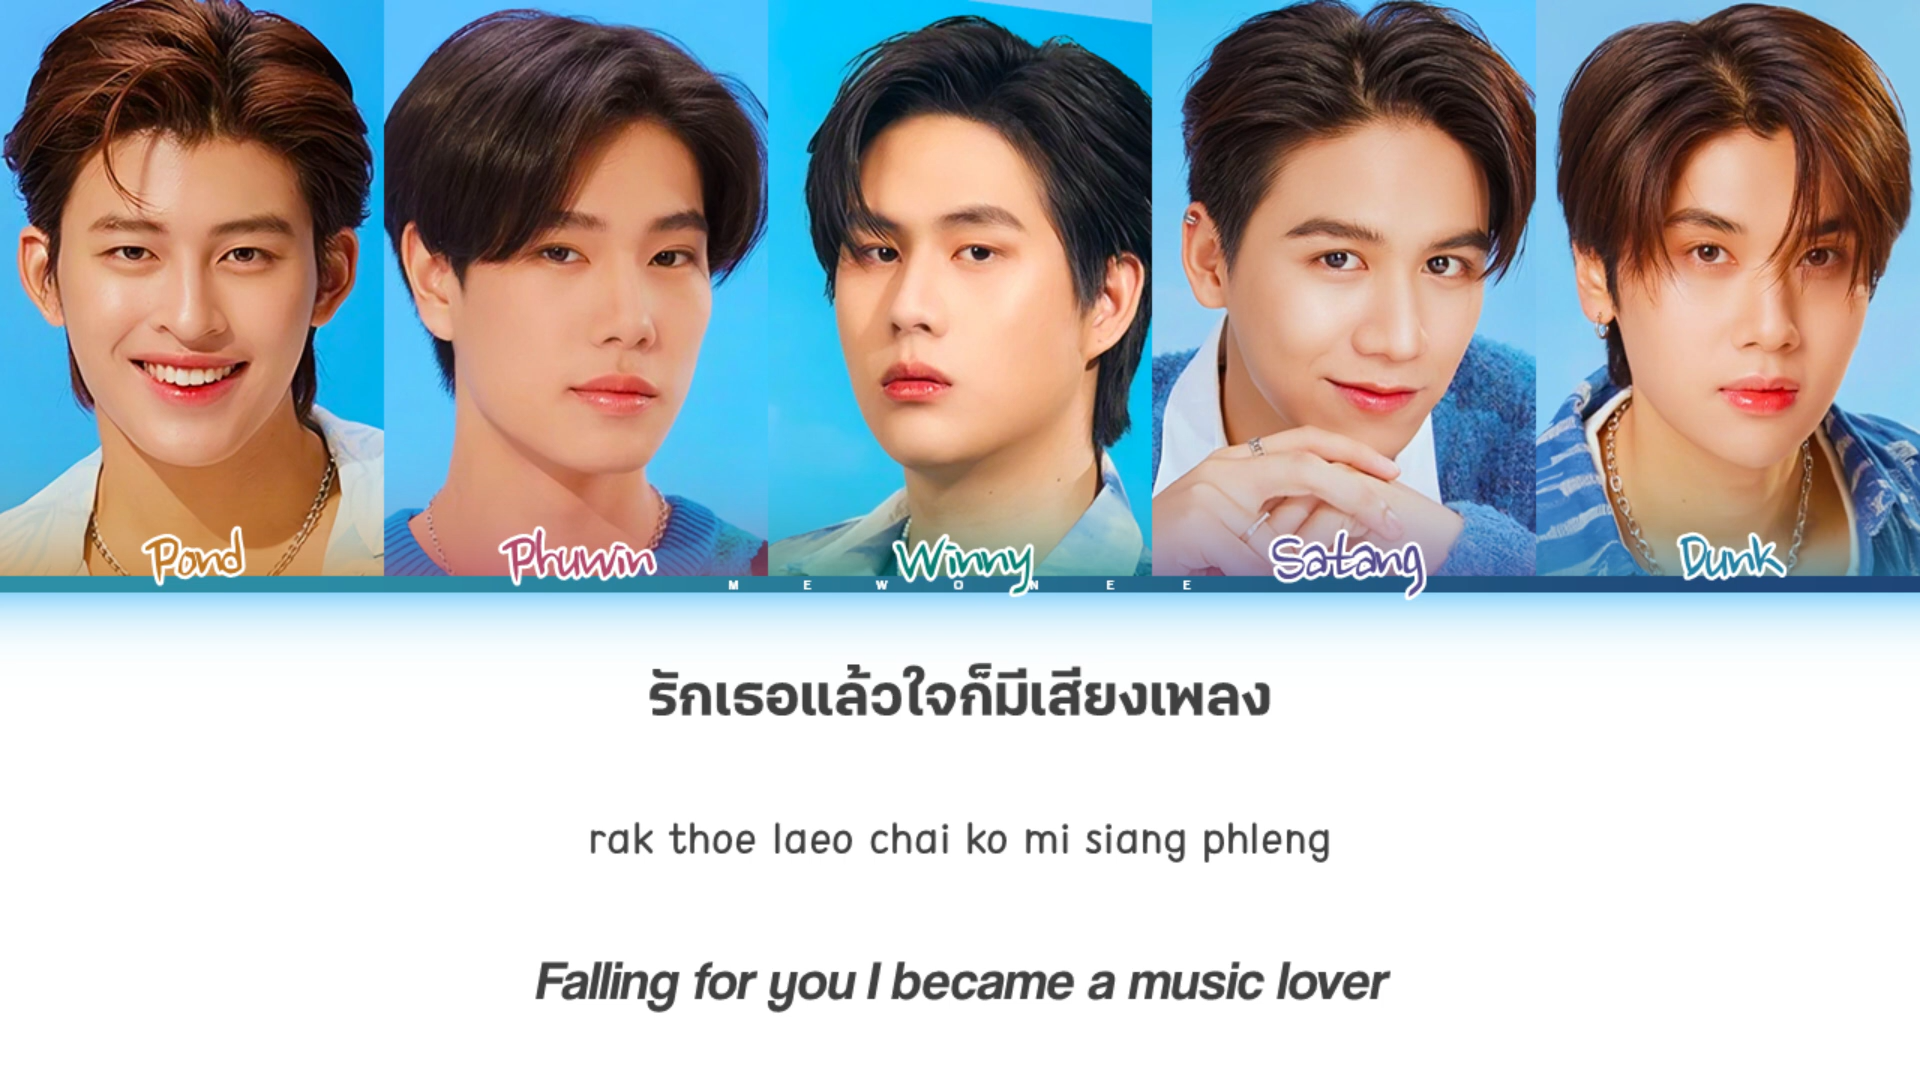 Pond Phuwin Winny Satang Dunk
MEWONEE
รักเธอแล้วใจก็มีเสียงเพลง
rak thoe laeo chai ko mi siang phleng
Falling for you I became a music lover